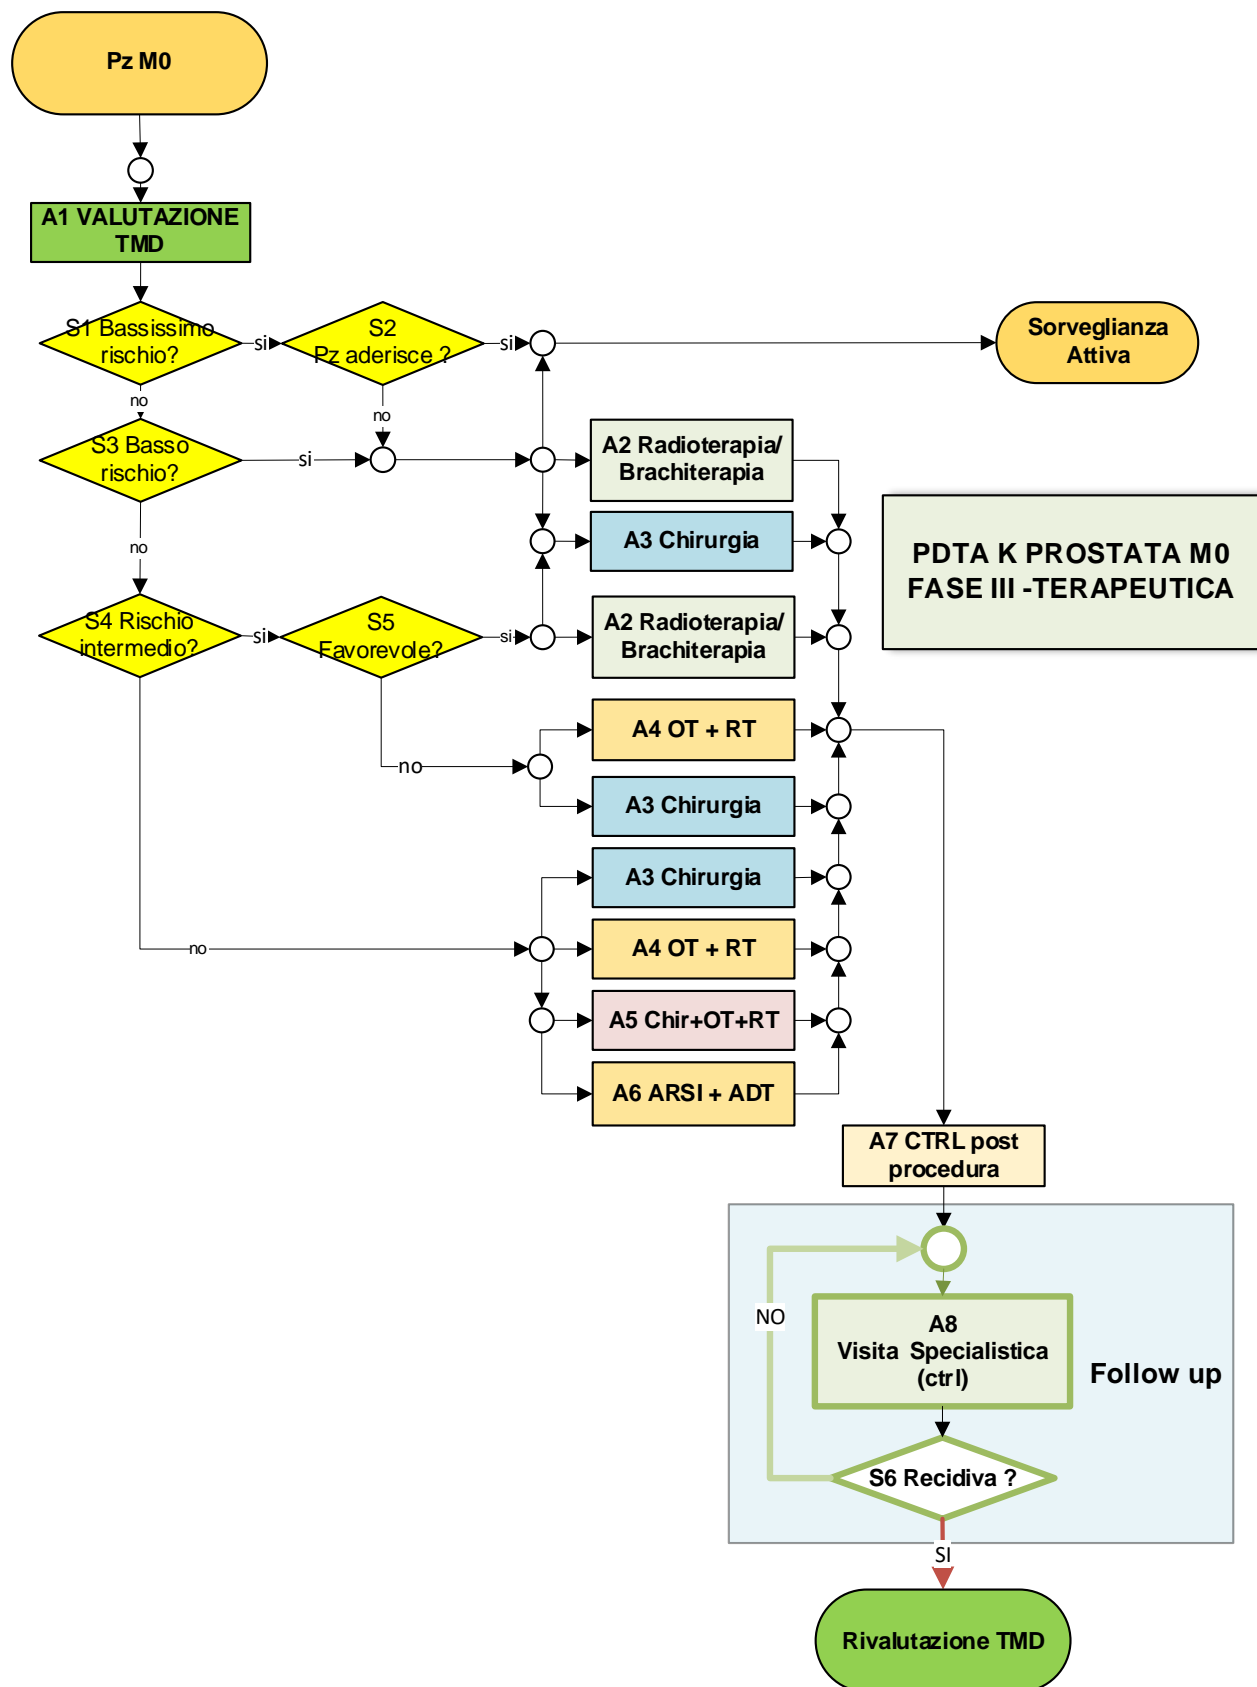 Pz M0
A1 VALUTAZIONE
TMD
S1 Bassissimo
rischio?
si
S2
Pz aderisce ?
si
Sorveglianza
Attiva
no
no
S3 Basso
rischio?
si
A2 Radioterapia/
Brachiterapia
A3 Chirurgia
PDTA K PROSTATA M0
FASE III -TERAPEUTICA
no
S4 Rischio
intermedio?
si
S5
Favorevole?
si
A2 Radioterapia/
Brachiterapia
A4 OT + RT
no
A3 Chirurgia
A3 Chirurgia
no
A4 OT + RT
A5 Chir+OT+RT
A6 ARSI + ADT
A7 CTRL post
procedura
NO
A8
Visita Specialistica
(ctrl)
Follow up
S6 Recidiva ?
SI
Rivalutazione TMD